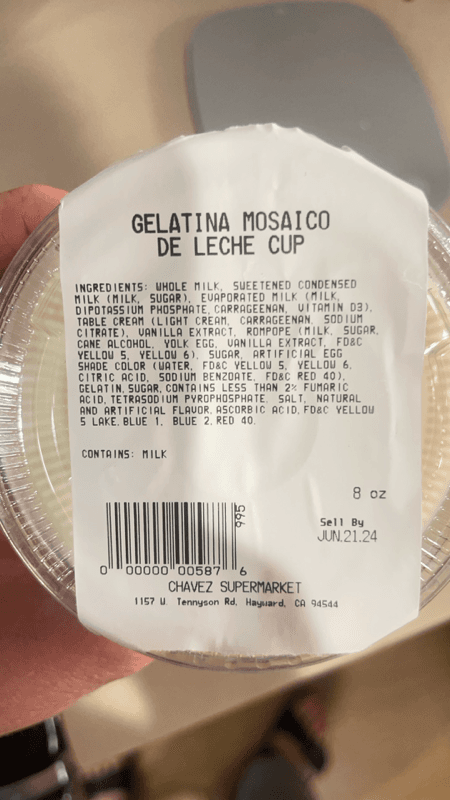 GELATINA MOSAICO
DE LECHE CUP
INGREDIENTS: WHOLE MILK, SWEETENED CONDENSED
MILK (MILK, SUGAR), EVAPORATED MILK (MILK,
DIPOTASSIUM PHOSPHATE, CARRAGEENAN, VITAMIN D3),
TABLE CREAM (LIGHT CREAM, CARRAGEENAN, SODIUM
CITRATE), VANILLA EXTRACT, ROMPOPE (MILK, SUGAR,
CANE ALCOHOL, YOLK EGG, VANILLA EXTRACT, FD&C
YELLOW 5, YELLOW 6), SUGAR, ARTIFICIAL EGG
SHADE COLOR (WATER, FD&C YELLOW 5, YELLOW 6,
CITRIC ACID, SODIUM BENZOATE, FD&C RED 40),
GELATIN, SUGAR, CONTAINS LESS THAN 2% FUMARIC
ACID, TETRASODIUM PYROPHOSPHATE, SALT, NATURAL
AND ARTIFICIAL FLAVOR, ASCORBIC ACID, FD&C YELLOW
5 LAKE, BLUE 1, BLUE 2, RED 40.
CONTAINS: MILK
8 oz
995
Sell By
JUN.21.24
0 00000 00587 6
CHAVEZ SUPERMARKET
1157 W. Tennyson Rd. Hayward, CA 94544